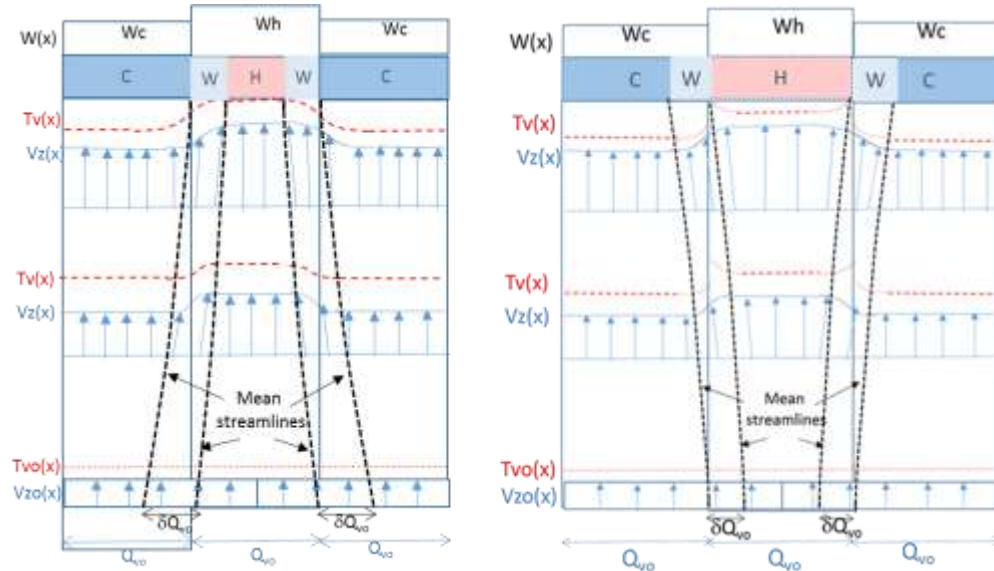 Wc Wh Wc
W(x)
C W H W C
Tv(x)
Vz(x)
Tv(x)
Vz(x)
Mean
streamlines
Tvo(x)
Vzo(x)
δQvo δQvo
Qvo Qvo Qvo
Wc Wh Wc
W(x)
C W H W C
Tv(x)
Vz(x)
Tv(x)
Vz(x)
Mean
streamlines
Tvo(x)
Vzo(x)
δQvo δQvo
Qvo Qvo Qvo